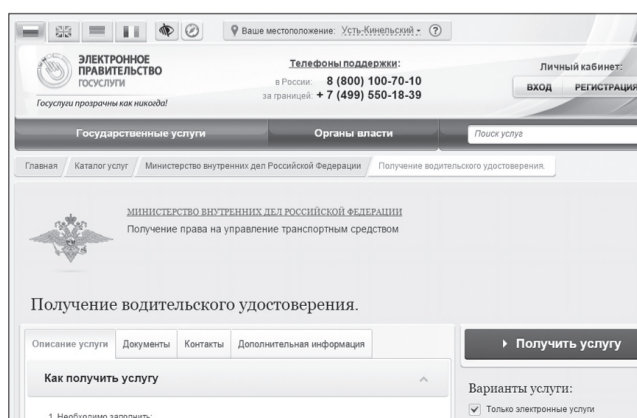 Ваше местоположение: Усть-Кинельский
ЭЛЕКТРОННОЕ
ПРАВИТЕЛЬСТВО
ГОСУСЛУГИ
Госуслуги прозрачны как никогда!
Телефоны поддержки:
в России: 8 (800) 100-70-10
за границей: + 7 (499) 550-18-39
Личный кабинет:
ВХОД РЕГИСТРАЦИЯ
Государственные услуги Органы власти Поиск услуг
Главная Каталог услуг Министерство внутренних дел Российской Федерации Получение водительского удостоверения.
МИНИСТЕРСТВО ВНУТРЕННИХ ДЕЛ РОССИЙСКОЙ ФЕДЕРАЦИИ
Получение права на управление транспортным средством
Получение водительского удостоверения.
Описание услуги Документы Контакты Дополнительная информация
Получить услугу
Как получить услугу
Варианты услуги:
Только электронные услуги
1. Необходимо заполнить: